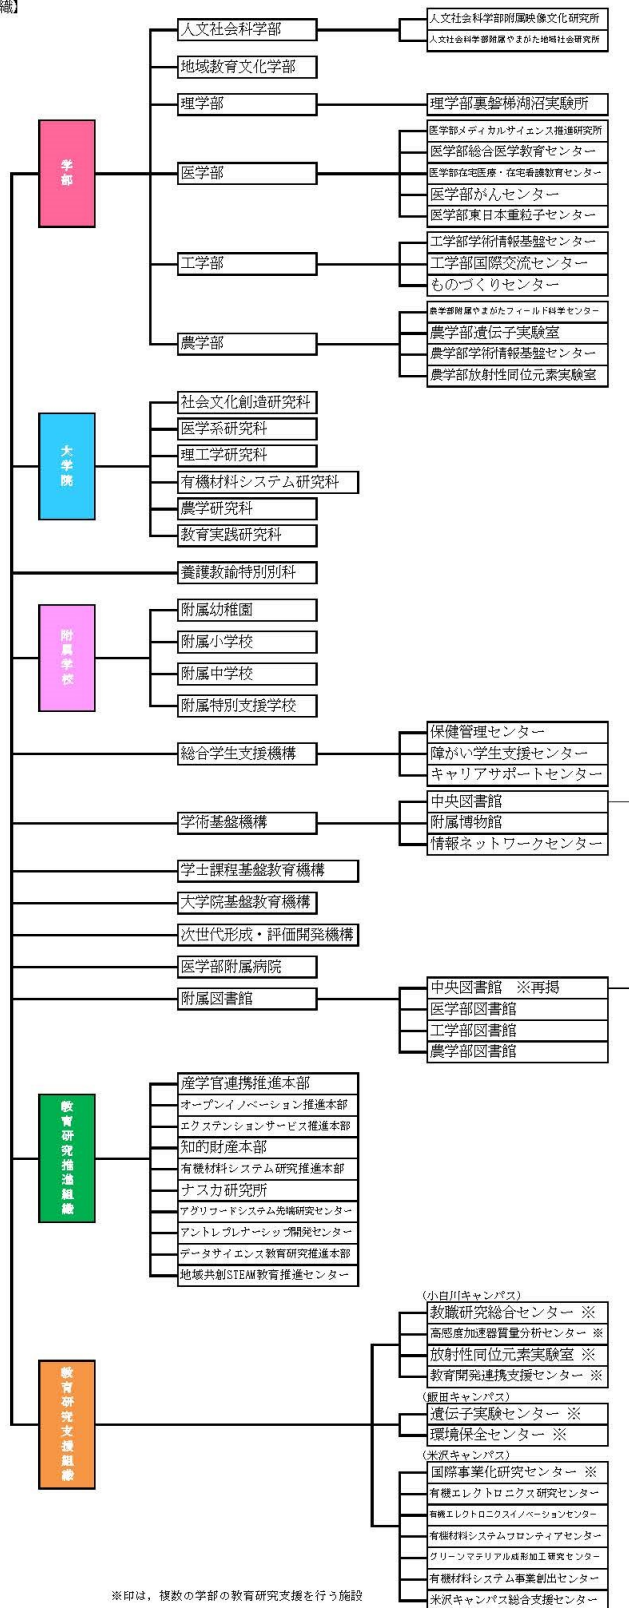 織】
学部
人文社会科学部
人文社会科学部附属映像文化研究所
人文社会科学部附属やまがた地域社会研究所
地域教育文化学部
理学部
理学部裏磐梯湖沼実験所
医学部
医学部メディカルサイエンス推進研究所
医学部総合医学教育センター
医学部在宅医療・在宅看護教育センター
医学部がんセンター
医学部東日本重粒子センター
工学部
工学部学術情報基盤センター
工学部国際交流センター
ものづくりセンター
農学部
農学部附属やまがたフィールド科学センター
農学部遺伝子実験室
農学部学術情報基盤センター
農学部放射性同位元素実験室
大学院
社会文化創造研究科
医学系研究科
理工学研究科
有機材料システム研究科
農学研究科
教育実践研究科
養護教諭特別別科
附属学校
附属幼稚園
附属小学校
附属中学校
附属特別支援学校
総合学生支援機構
保健管理センター
障がい学生支援センター
キャリアサポートセンター
学術基盤機構
中央図書館
附属博物館
情報ネットワークセンター
学士課程基盤教育機構
大学院基盤教育機構
次世代形成・評価開発機構
医学部附属病院
附属図書館
中央図書館　※再掲
医学部図書館
工学部図書館
農学部図書館
教育研究推進組織
産学官連携推進本部
オープンイノベーション推進本部
エクステンションサービス推進本部
知的財産本部
有機材料システム研究推進本部
ナスカ研究所
アグリフードシステム先端研究センター
アントレプレナーシップ開発センター
データサイエンス教育研究推進本部
地域共創STEAM教育推進センター
教育研究支援組織
（小白川キャンパス）
教職研究総合センター ※
高感度加速器質量分析センター ※
放射性同位元素実験室 ※
教育開発連携支援センター ※
（飯田キャンパス）
遺伝子実験センター ※
環境保全センター ※
（米沢キャンパス）
国際事業化研究センター ※
有機エレクトロニクス研究センター
有機エレクトロニクスイノベーションセンター
有機材料システムフロンティアセンター
グリーンマテリアル成形加工研究センター
有機材料システム事業創出センター
米沢キャンパス総合支援センター
※印は，複数の学部の教育研究支援を行う施設